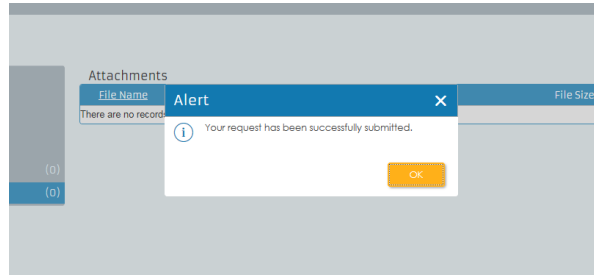 Attachments
File Name
File Size
There are no record
Alert
Your request has been successfully submitted.
OK
(0)
(0)